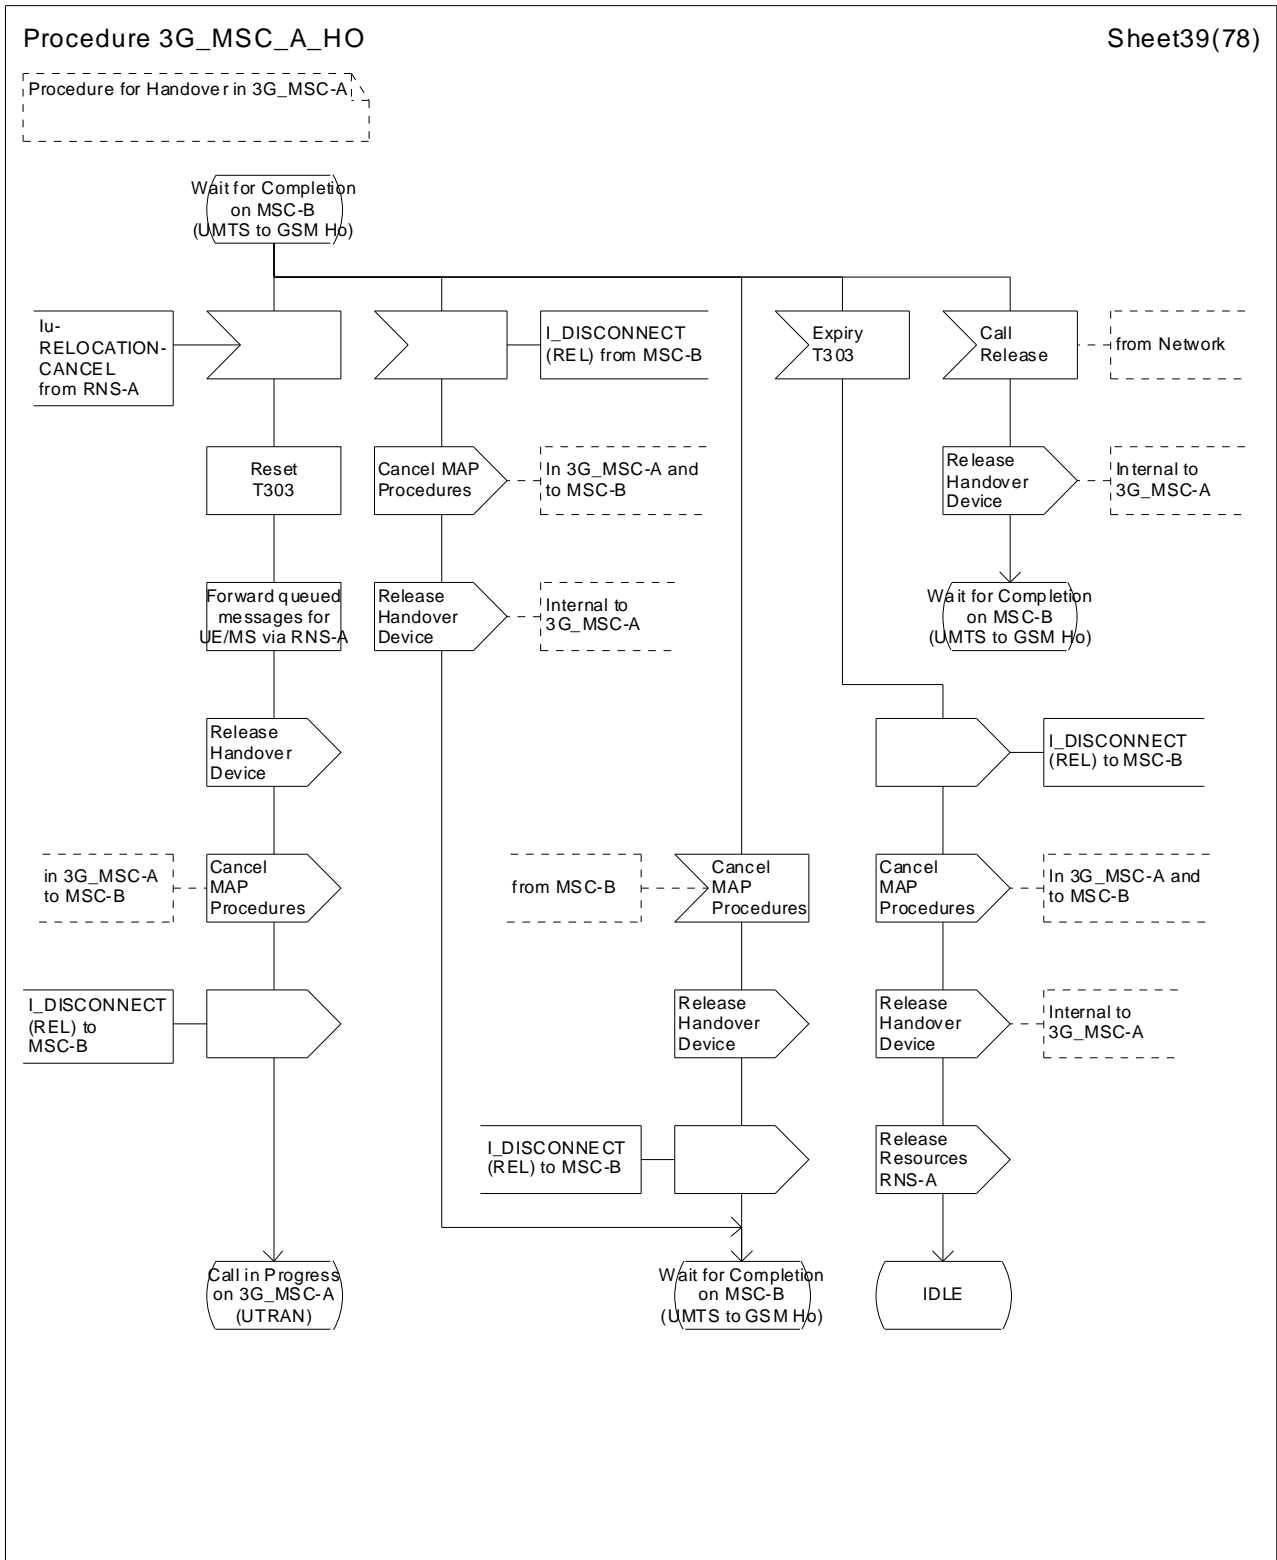 Procedure 3G_MSC_A_HO
Sheet39(78)
Procedure for Handover in 3G_MSC-A
Wait for Completion
on MSC-B
(UMTS to GSM Ho)
Iu-
RELOCATION-
CANCEL
from RNS-A
I_DISCONNECT
(REL) from MSC-B
Expiry
T303
Call
Release
from Network
Reset
T303
Cancel MAP
Procedures
In 3G_MSC-A and
to MSC-B
Release
Handover
Device
Internal to
3G_MSC-A
Forward queued
messages for
UE/MS via RNS-A
Release
Handover
Device
Internal to
3G_MSC-A
Wait for Completion
on MSC-B
(UMTS to GSM Ho)
Release
Handover
Device
I_DISCONNECT
(REL) to MSC-B
in 3G_MSC-A
to MSC-B
Cancel
MAP
Procedures
from MSC-B
Cancel
MAP
Procedures
Cancel
MAP
Procedures
In 3G_MSC-A and
to MSC-B
I_DISCONNECT
(REL) to
MSC-B
Release
Handover
Device
Release
Handover
Device
Internal to
3G_MSC-A
I_DISCONNECT
(REL) to MSC-B
Release
Resources
RNS-A
Call in Progress
on 3G_MSC-A
(UTRAN)
Wait for Completion
on MSC-B
(UMTS to GSM Ho)
IDLE